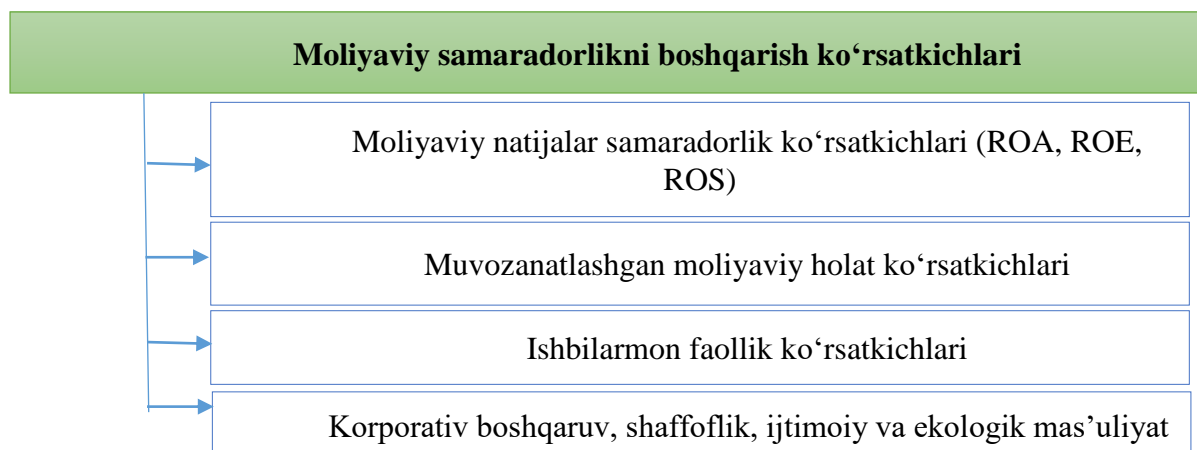 Moliyaviy samaradorlikni boshqarish ko‘rsatkichlari
Moliyaviy natijalar samaradorlik ko‘rsatkichlari (ROA, ROE,
ROS)
Muvozanatlashgan moliyaviy holat ko‘rsatkichlari
Ishbilarmon faollik ko‘rsatkichlari
Korporativ boshqaruv, shaffoflik, ijtimoiy va ekologik mas’uliyat